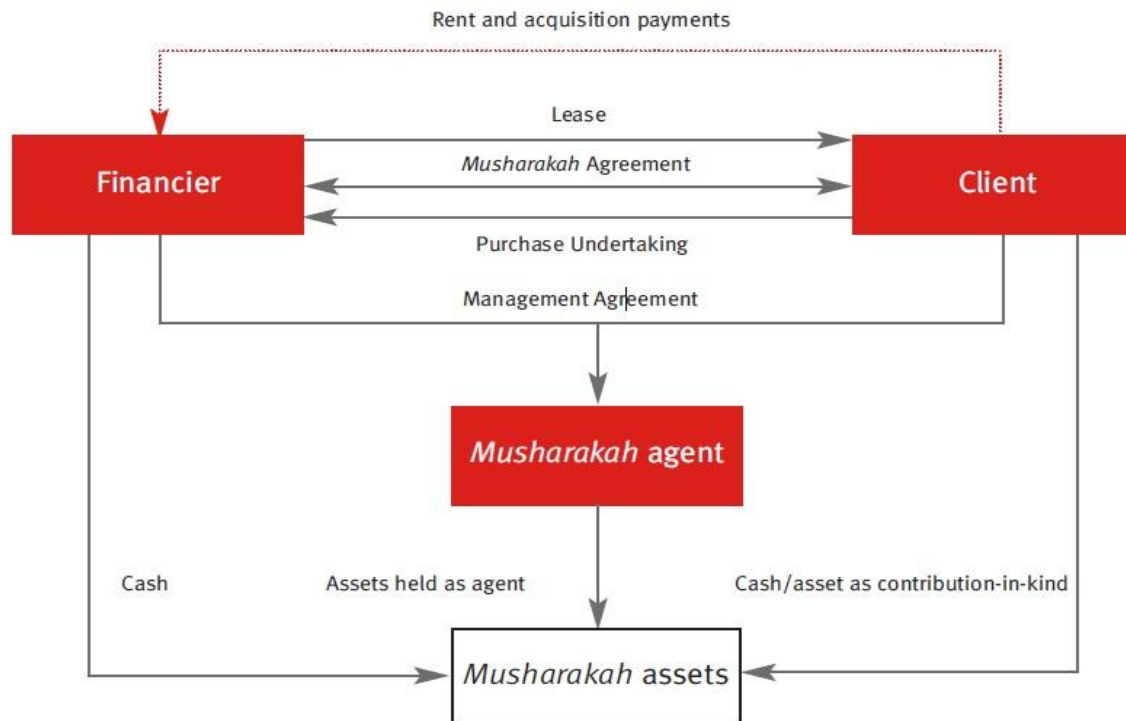 Rent and acquisition payments
Lease
Financier
Musharakah Agreement
Client
Purchase Undertaking
Management Agreement
Musharakah agent
Cash
Assets held as agent
Cash/asset as contribution-in-kind
Musharakah assets